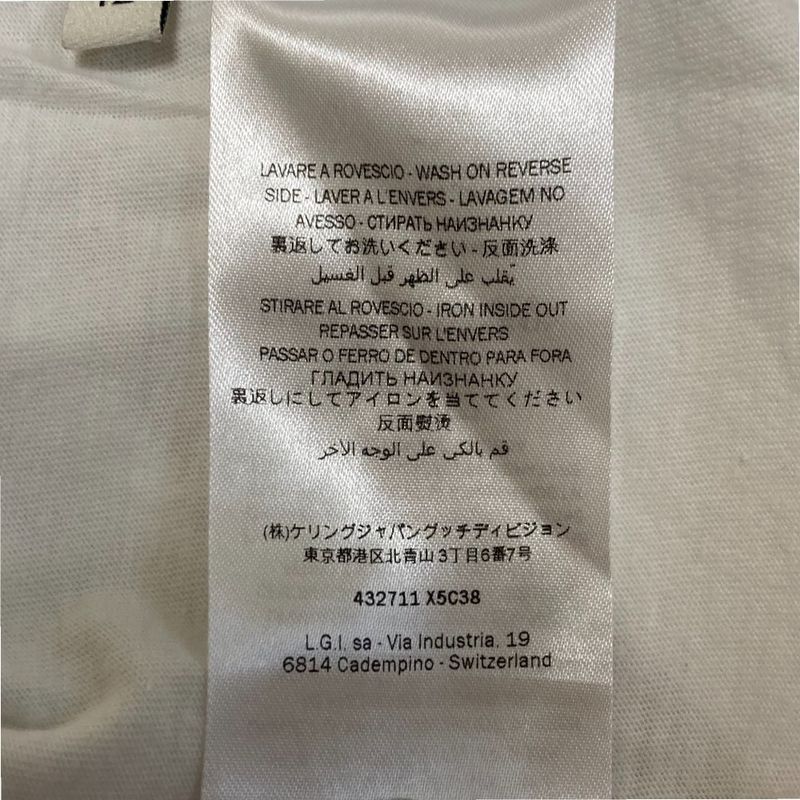 LAVARE A ROVESCIO - WASH ON REVERSE
SIDE - LAVER A L'ENVERS - LAVAGEM NO
AVESSO - СТИРАТЬ НАИЗНАНКУ
裏返してお洗いください - 反面洗涤
يُقلب على الظهر قبل الغسيل
STIRARE AL ROVESCIO - IRON INSIDE OUT
REPASSER SUR L'ENVERS
PASSAR O FERRO DE DENTRO PARA FORA
ГЛАДИТЬ НАИЗНАНКУ
裏返しにしてアイロンを当ててください
反面熨烫
قم بالكي على الوجه الآخر
(株)ケリングジャパングッチディビジョン
東京都港区北青山3丁目6番7号
432711 X5C38
L.G.I. sa - Via Industria, 19
6814 Cadempino - Switzerland